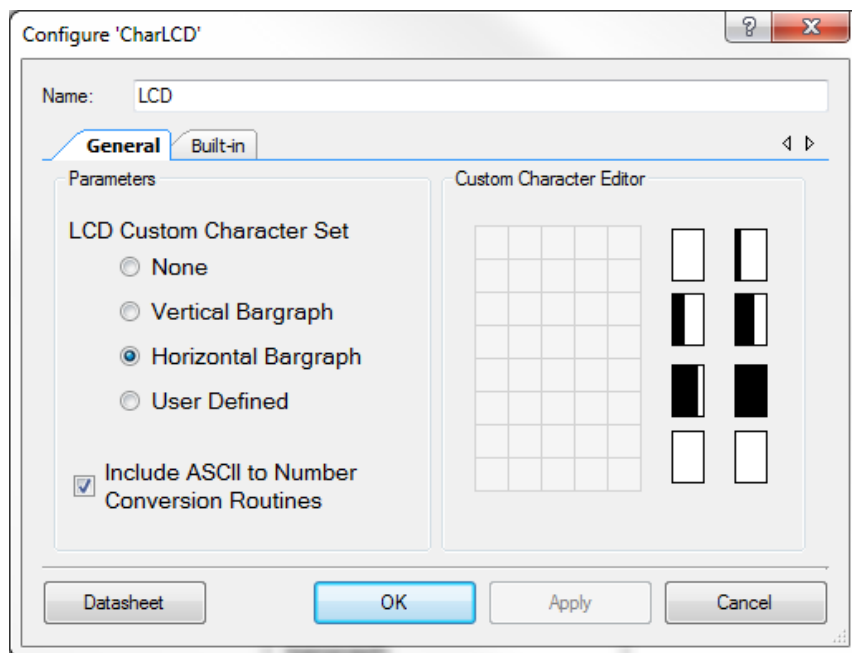 Configure 'CharLCD'
Name: LCD
General Built-in
Parameters
LCD Custom Character Set
None
Vertical Bargraph
Horizontal Bargraph
User Defined
Include ASCII to Number
Conversion Routines
Custom Character Editor
Datasheet OK Apply Cancel